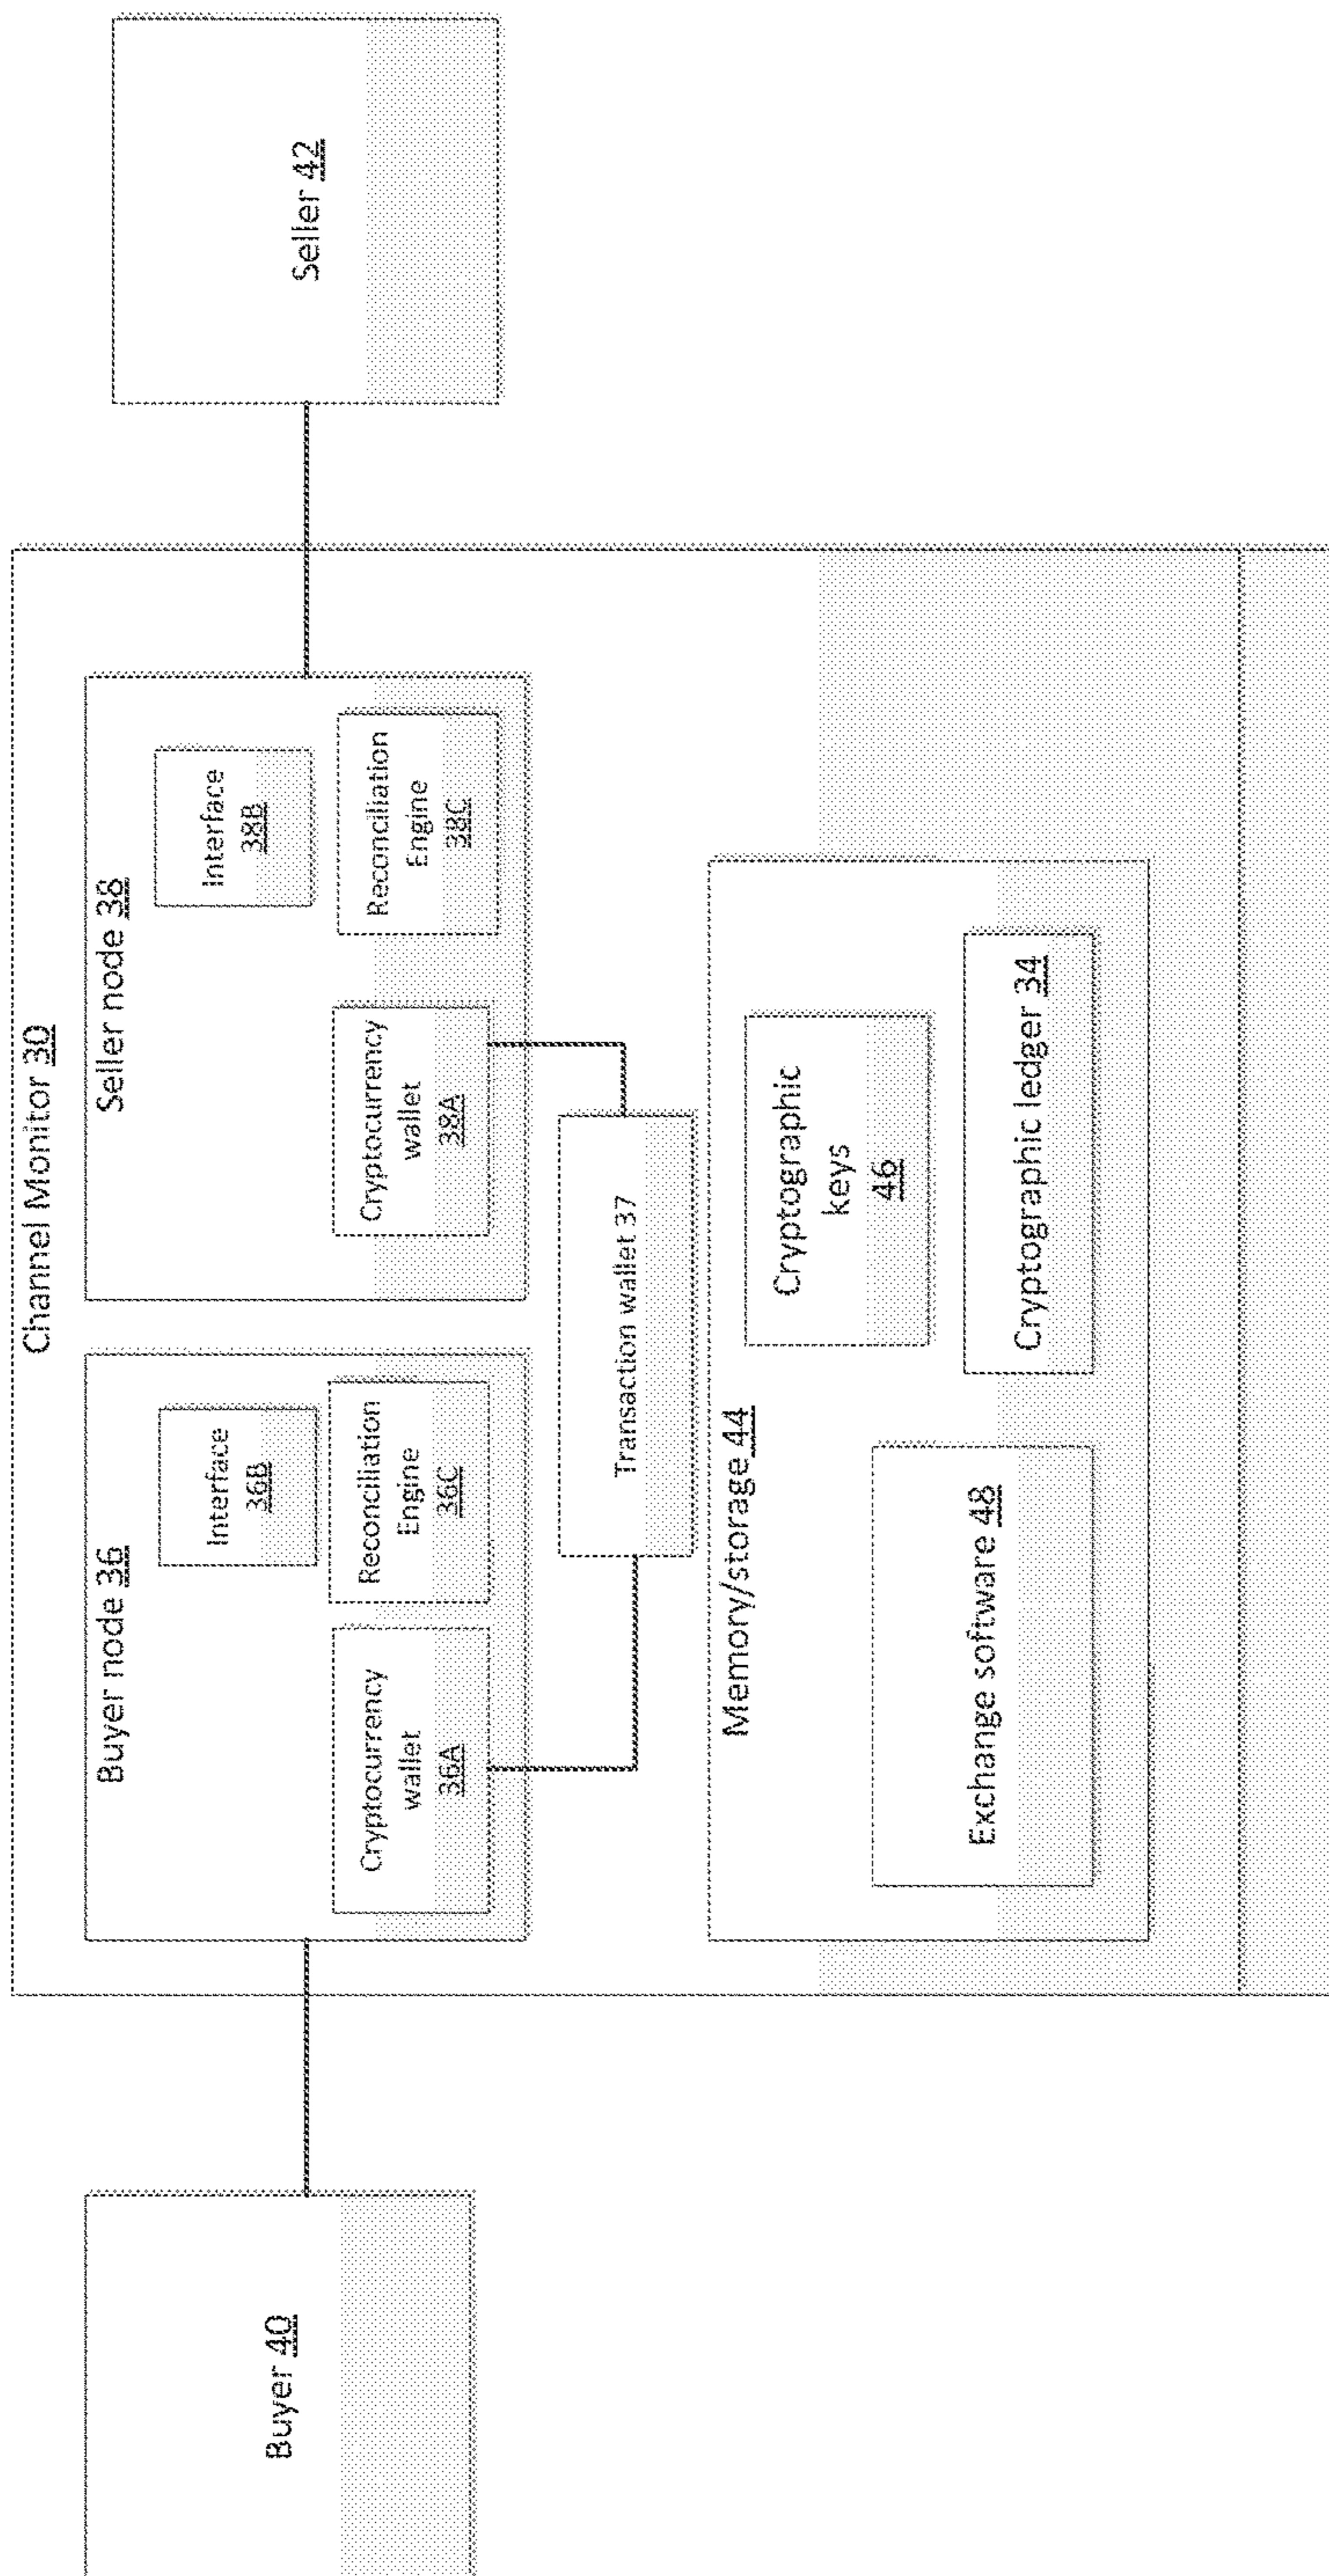 Channel Monitor 30
Buyer 40
Buyer node 36
Interface
36B
Cryptocurrency
wallet
36A
Reconciliation
Engine
36C
Seller node 38
Interface
38B
Cryptocurrency
wallet
38A
Reconciliation
Engine
38C
Seller 42
Transaction wallet 37
Memory/storage 44
Exchange software 48
Cryptographic
keys
46
Cryptographic ledger 34